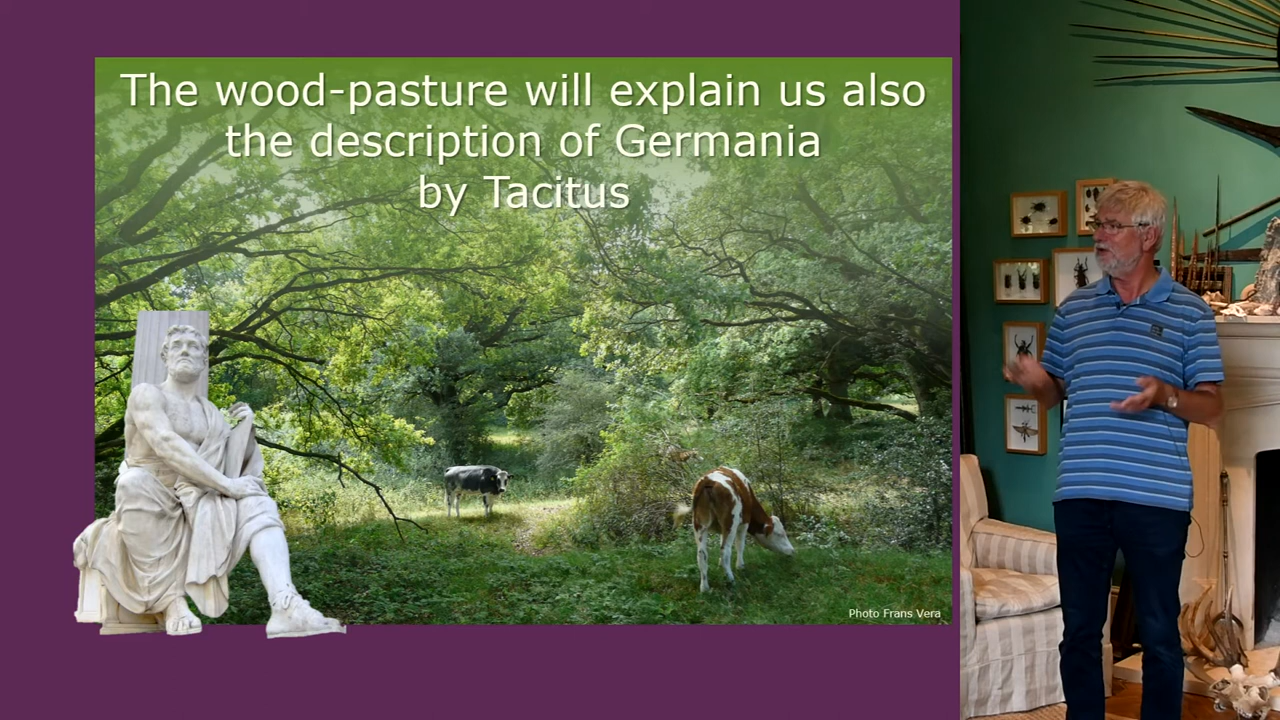 The wood-pasture will explain us also
the description of Germania
by Tacitus
Photo Frans Vera